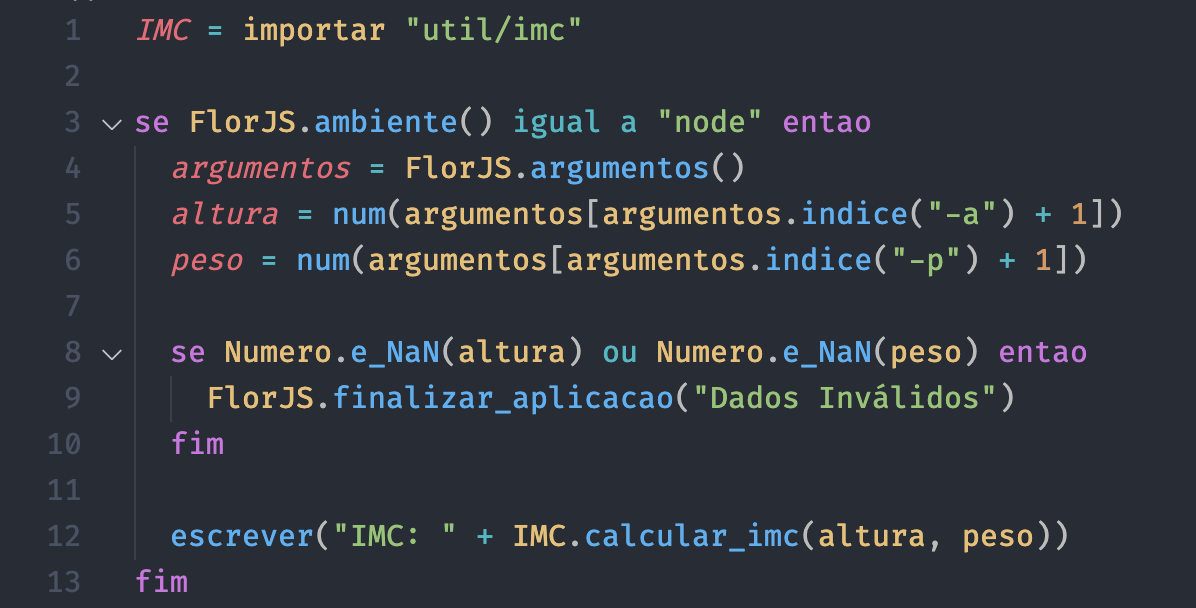 1 IMC = importar "util/imc"
2
3 se FlorJS.ambiente() igual a "node" entao
4 argumentos = FlorJS.argumentos()
5 altura = num(argumentos[argumentos.indice("-a") + 1])
6 peso = num(argumentos[argumentos.indice("-p") + 1])
7
8 se Numero.e_NaN(altura) ou Numero.e_NaN(peso) entao
9 FlorJS.finalizar_aplicacao("Dados Inválidos")
10 fim
11
12 escrever("IMC: " + IMC.calcular_imc(altura, peso))
13 fim